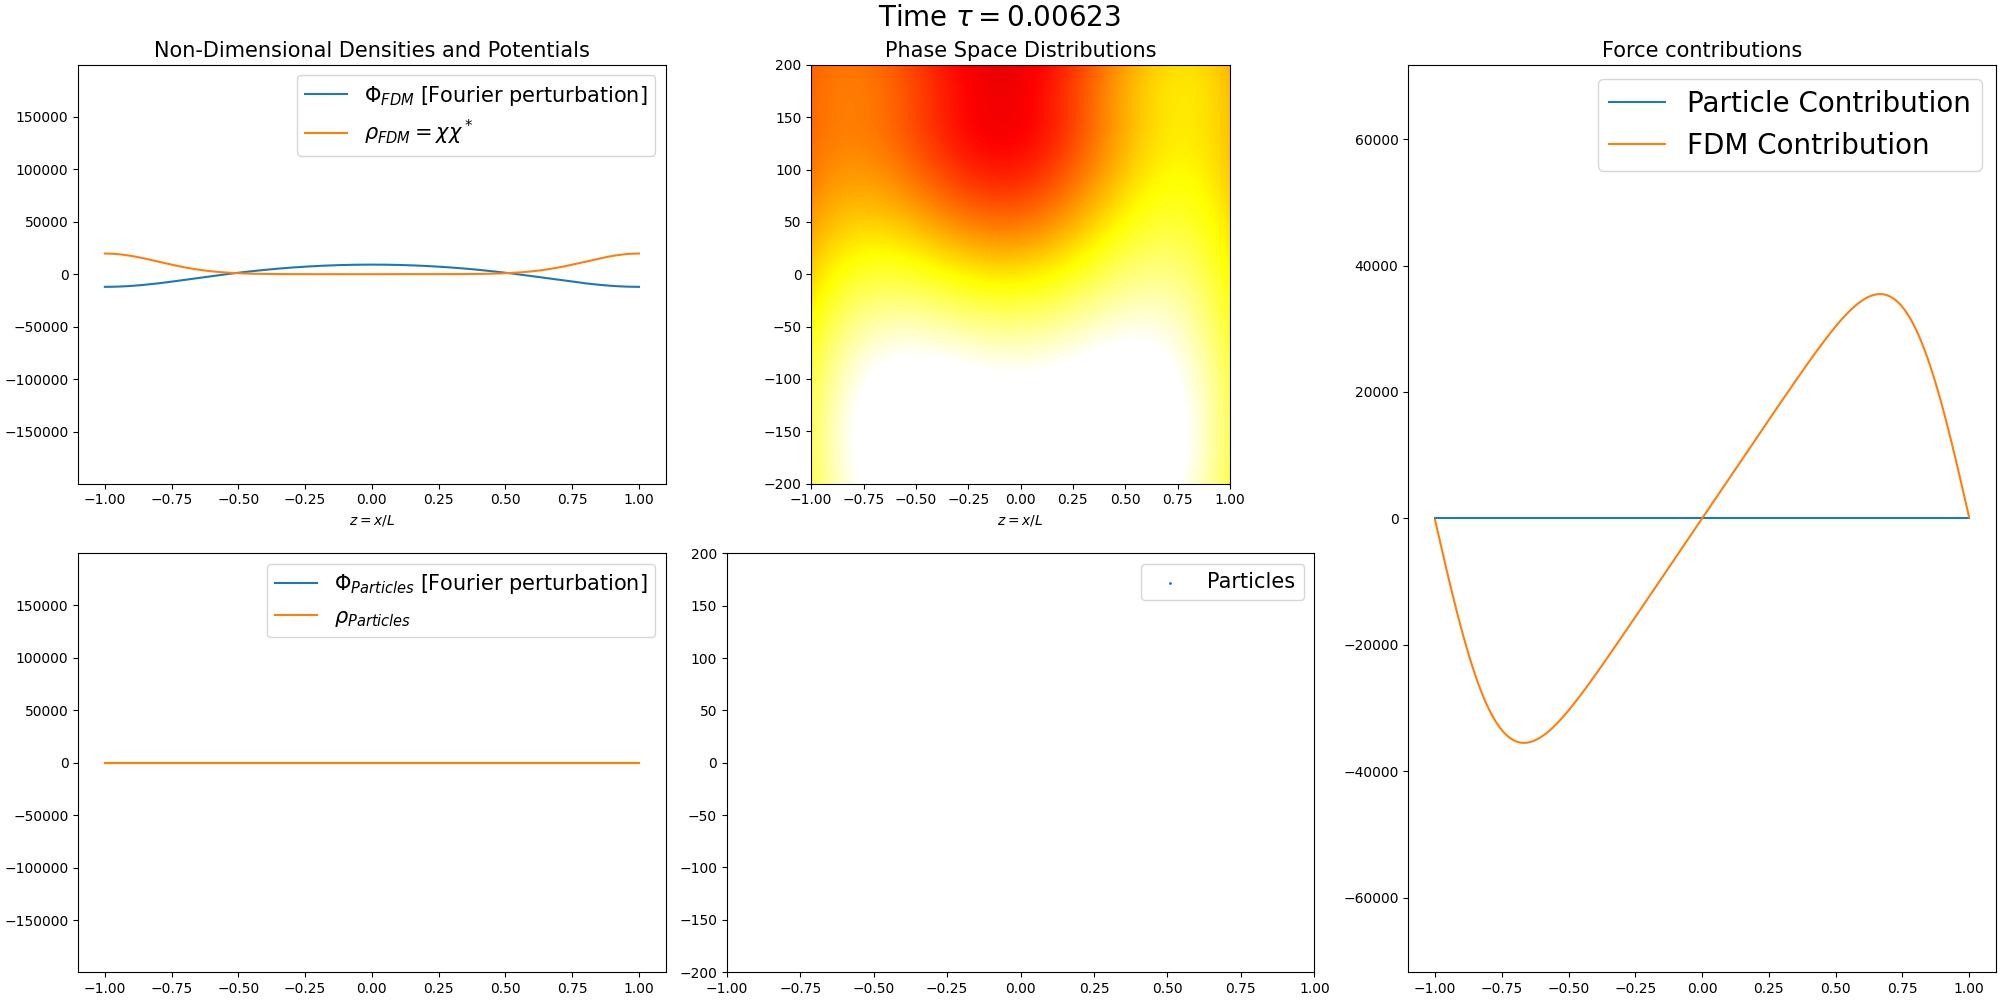 Time τ = 0.00623
Non-Dimensional Densities and Potentials
Φ_FDM [Fourier perturbation]
ρ_FDM = χχ*
150000
100000
50000
0
−50000
−100000
−150000
−1.00 −0.75 −0.50 −0.25 0.00 0.25 0.50 0.75 1.00
z = x/L
Phase Space Distributions
200
150
100
50
0
−50
−100
−150
−200
−1.00 −0.75 −0.50 −0.25 0.00 0.25 0.50 0.75 1.00
z = x/L
Force contributions
Particle Contribution
FDM Contribution
60000
40000
20000
0
−20000
−40000
−60000
−1.00 −0.75 −0.50 −0.25 0.00 0.25 0.50 0.75 1.00
Φ_Particles [Fourier perturbation]
ρ_Particles
150000
100000
50000
0
−50000
−100000
−150000
−1.00 −0.75 −0.50 −0.25 0.00 0.25 0.50 0.75 1.00
Particles
200
150
100
50
0
−50
−100
−150
−200
−1.00 −0.75 −0.50 −0.25 0.00 0.25 0.50 0.75 1.00